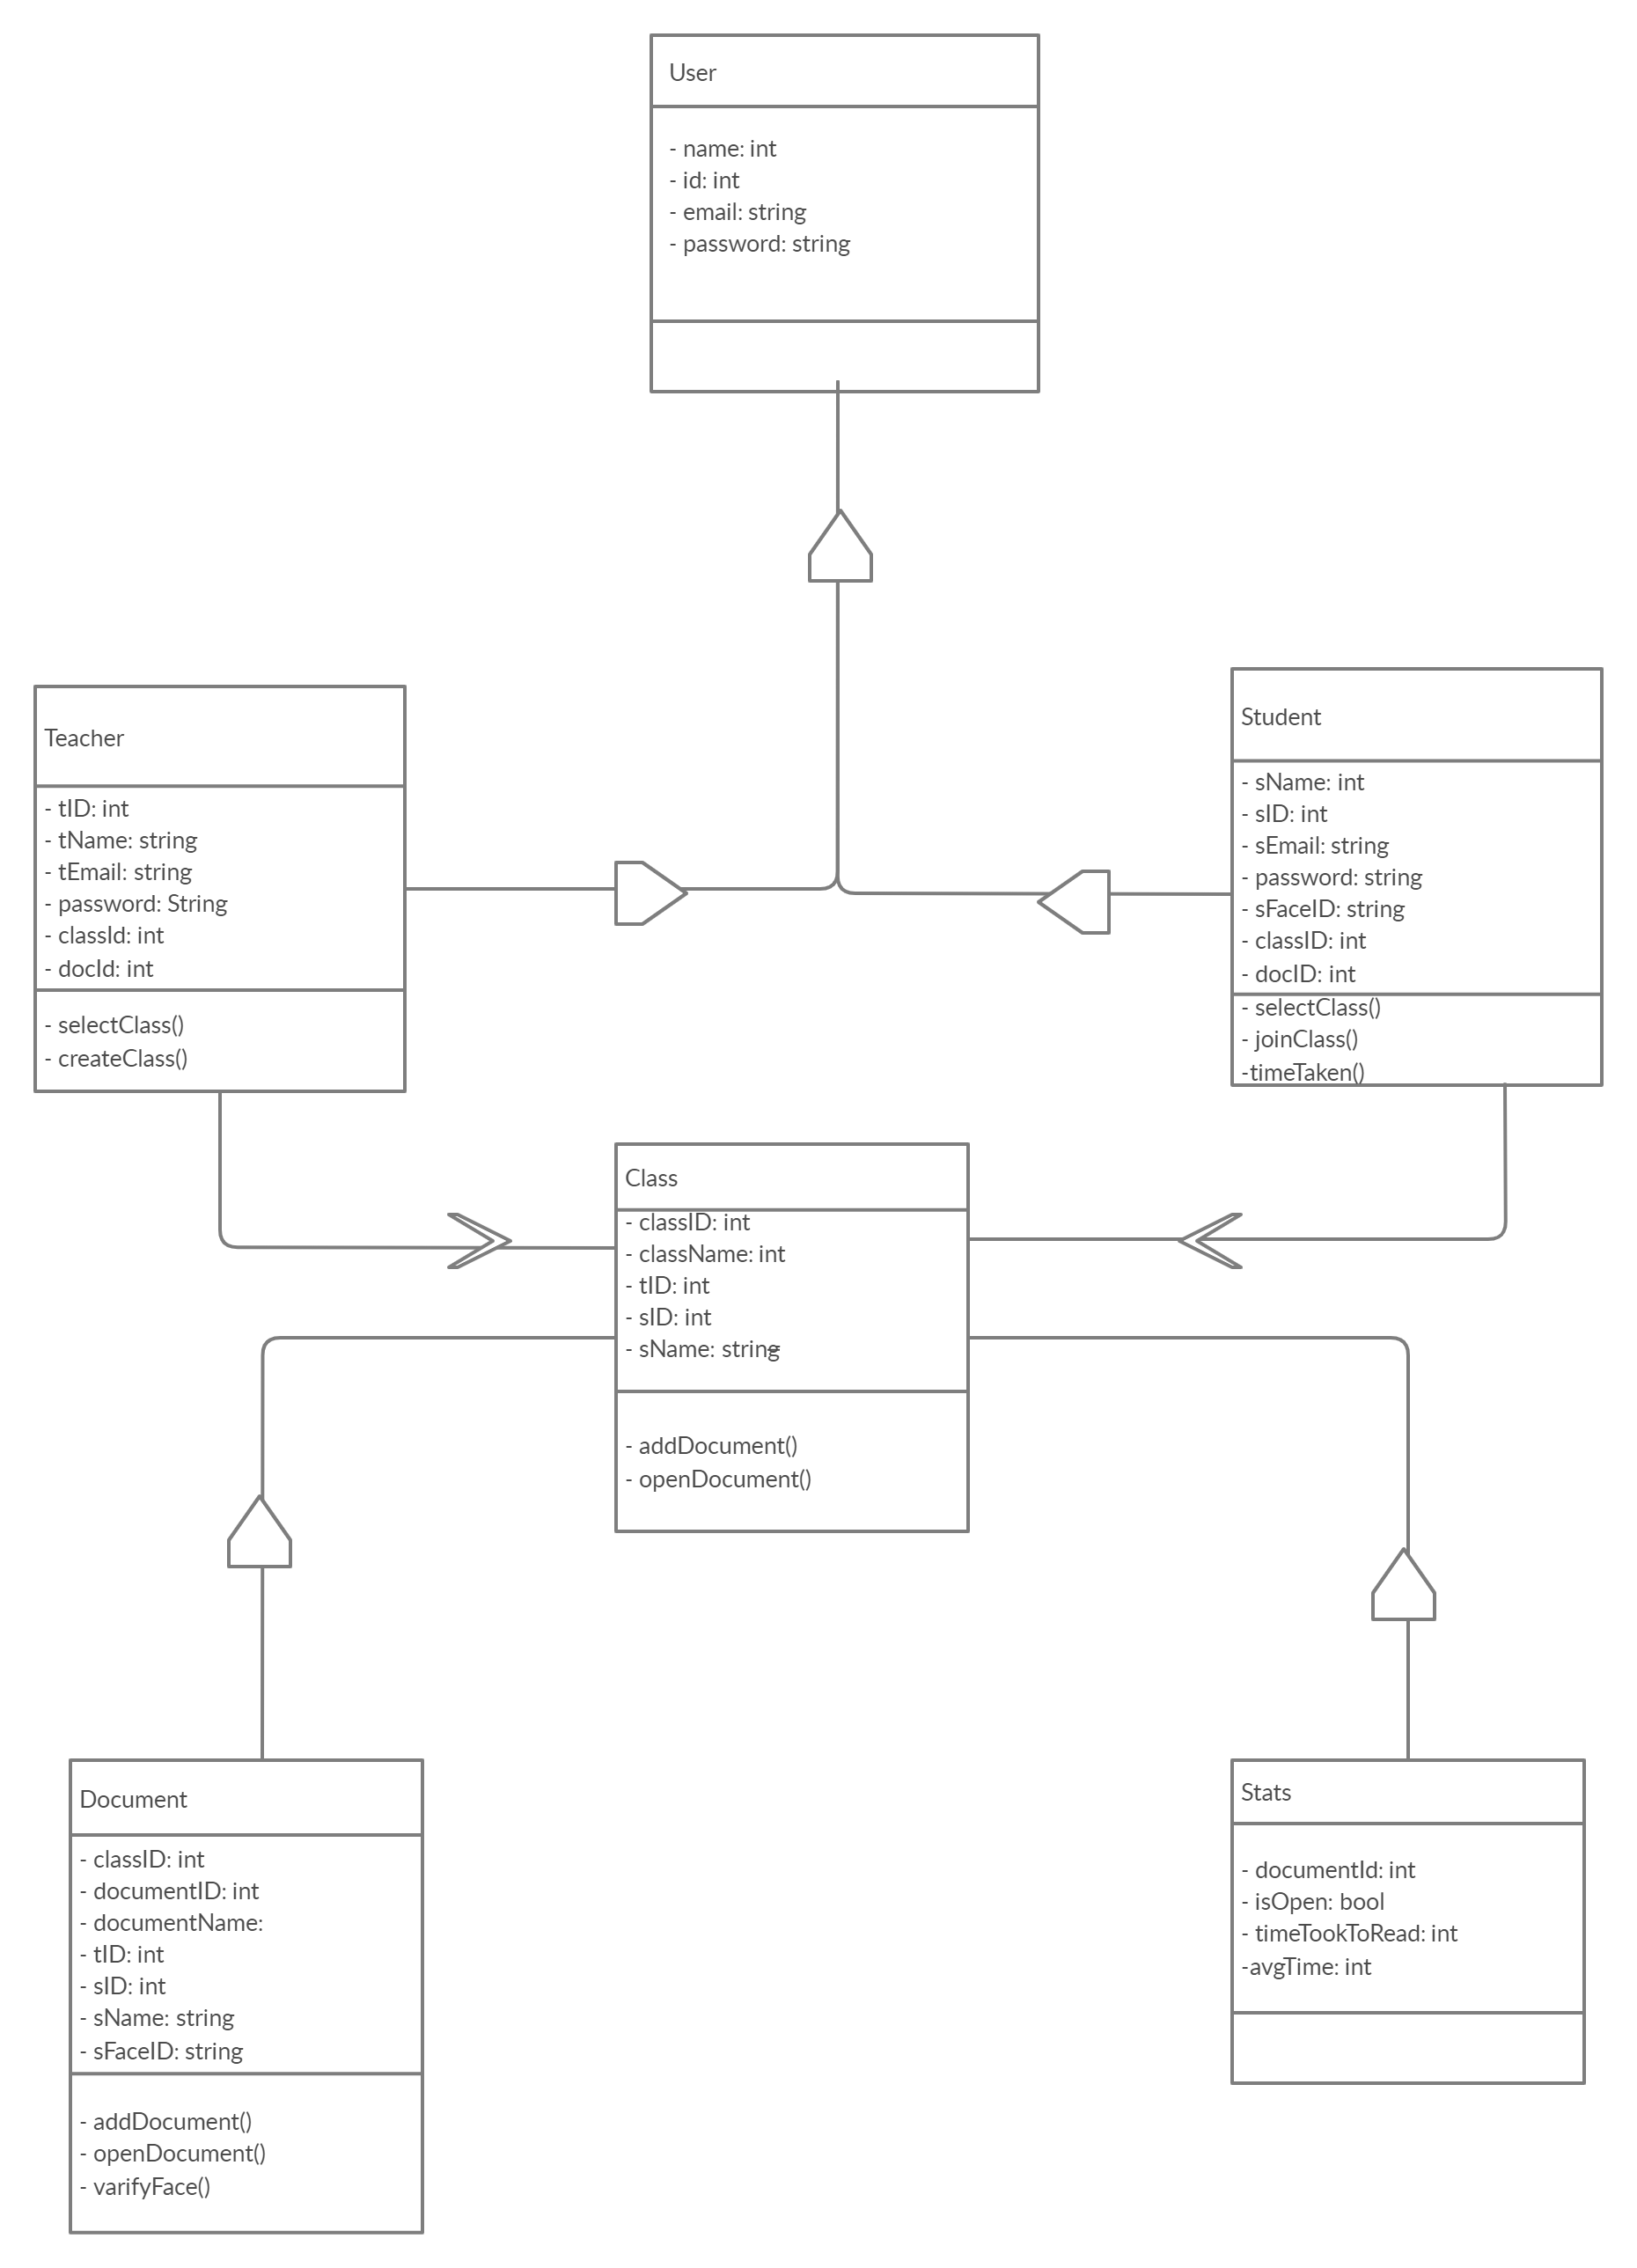 User
- name: int
- id: int
- email: string
- password: string
Teacher
- tID: int
- tName: string
- tEmail: string
- password: String
- classId: int
- docId: int
- selectClass()
- createClass()
Student
- sName: int
- sID: int
- sEmail: string
- password: string
- sFaceID: string
- classID: int
- docID: int
- selectClass()
- joinClass()
-timeTaken()
Class
- classID: int
- className: int
- tID: int
- sID: int
- sName: string
- addDocument()
- openDocument()
Document
- classID: int
- documentID: int
- documentName:
- tID: int
- sID: int
- sName: string
- sFaceID: string
- addDocument()
- openDocument()
- varifyFace()
Stats
- documentId: int
- isOpen: bool
- timeTookToRead: int
-avgTime: int